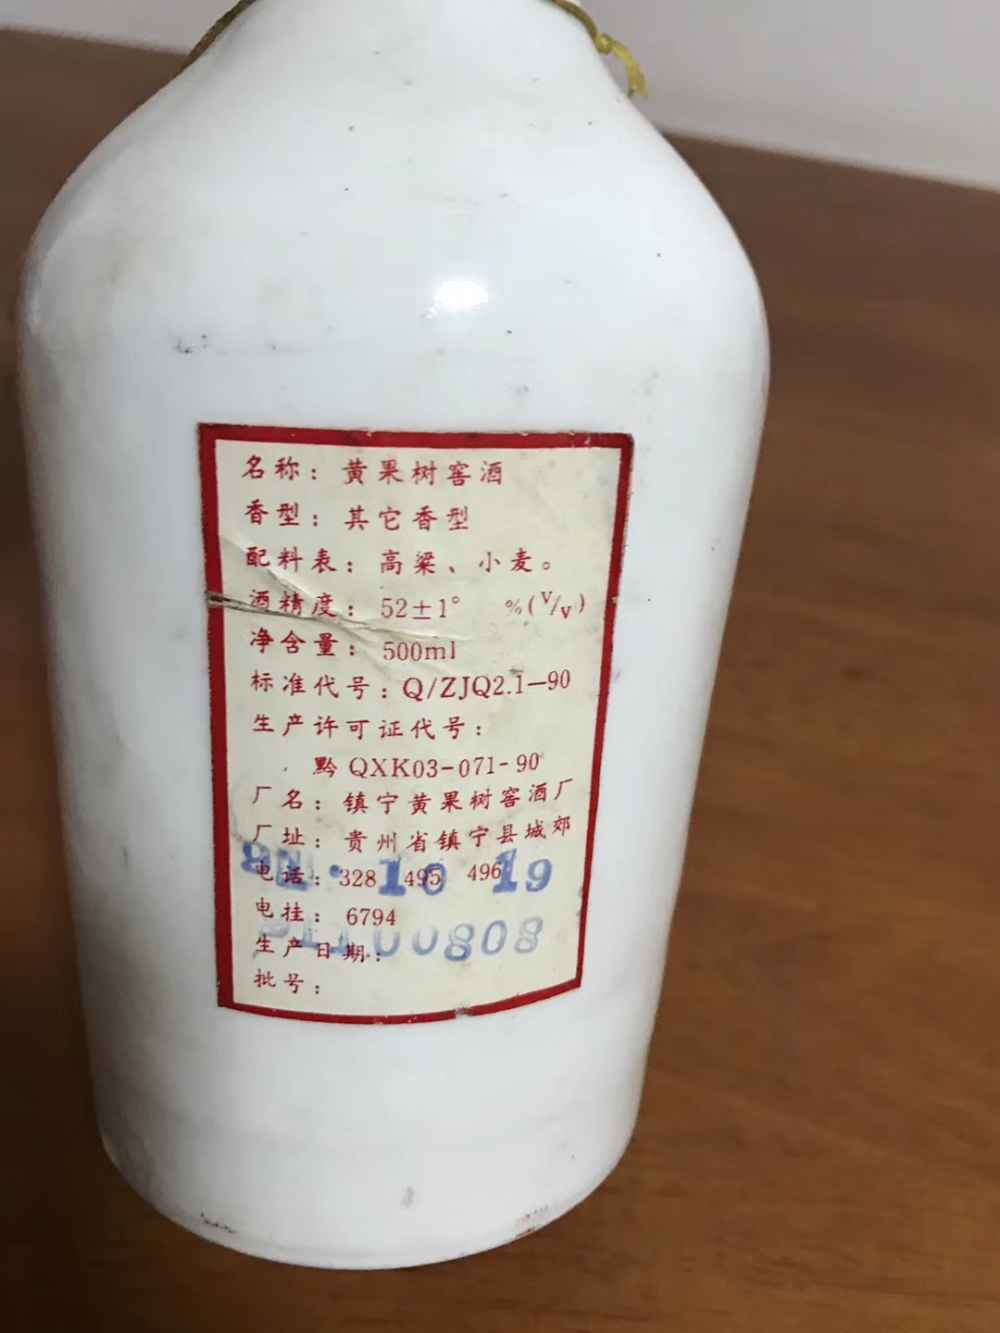 名称：黄果树窖酒
香型：其它香型
配料表：高粱、小麦。
酒精度：52±1° %(V/V)
净含量：500ml
标准代号：Q/ZJQ2.1—90
生产许可证代号：
黔QXK03-071-90
厂名：镇宁黄果树窖酒厂
厂址：贵州省镇宁县城郊
电话：328 495 496
10 19
电挂：6794
00808
生产日期：
批号：